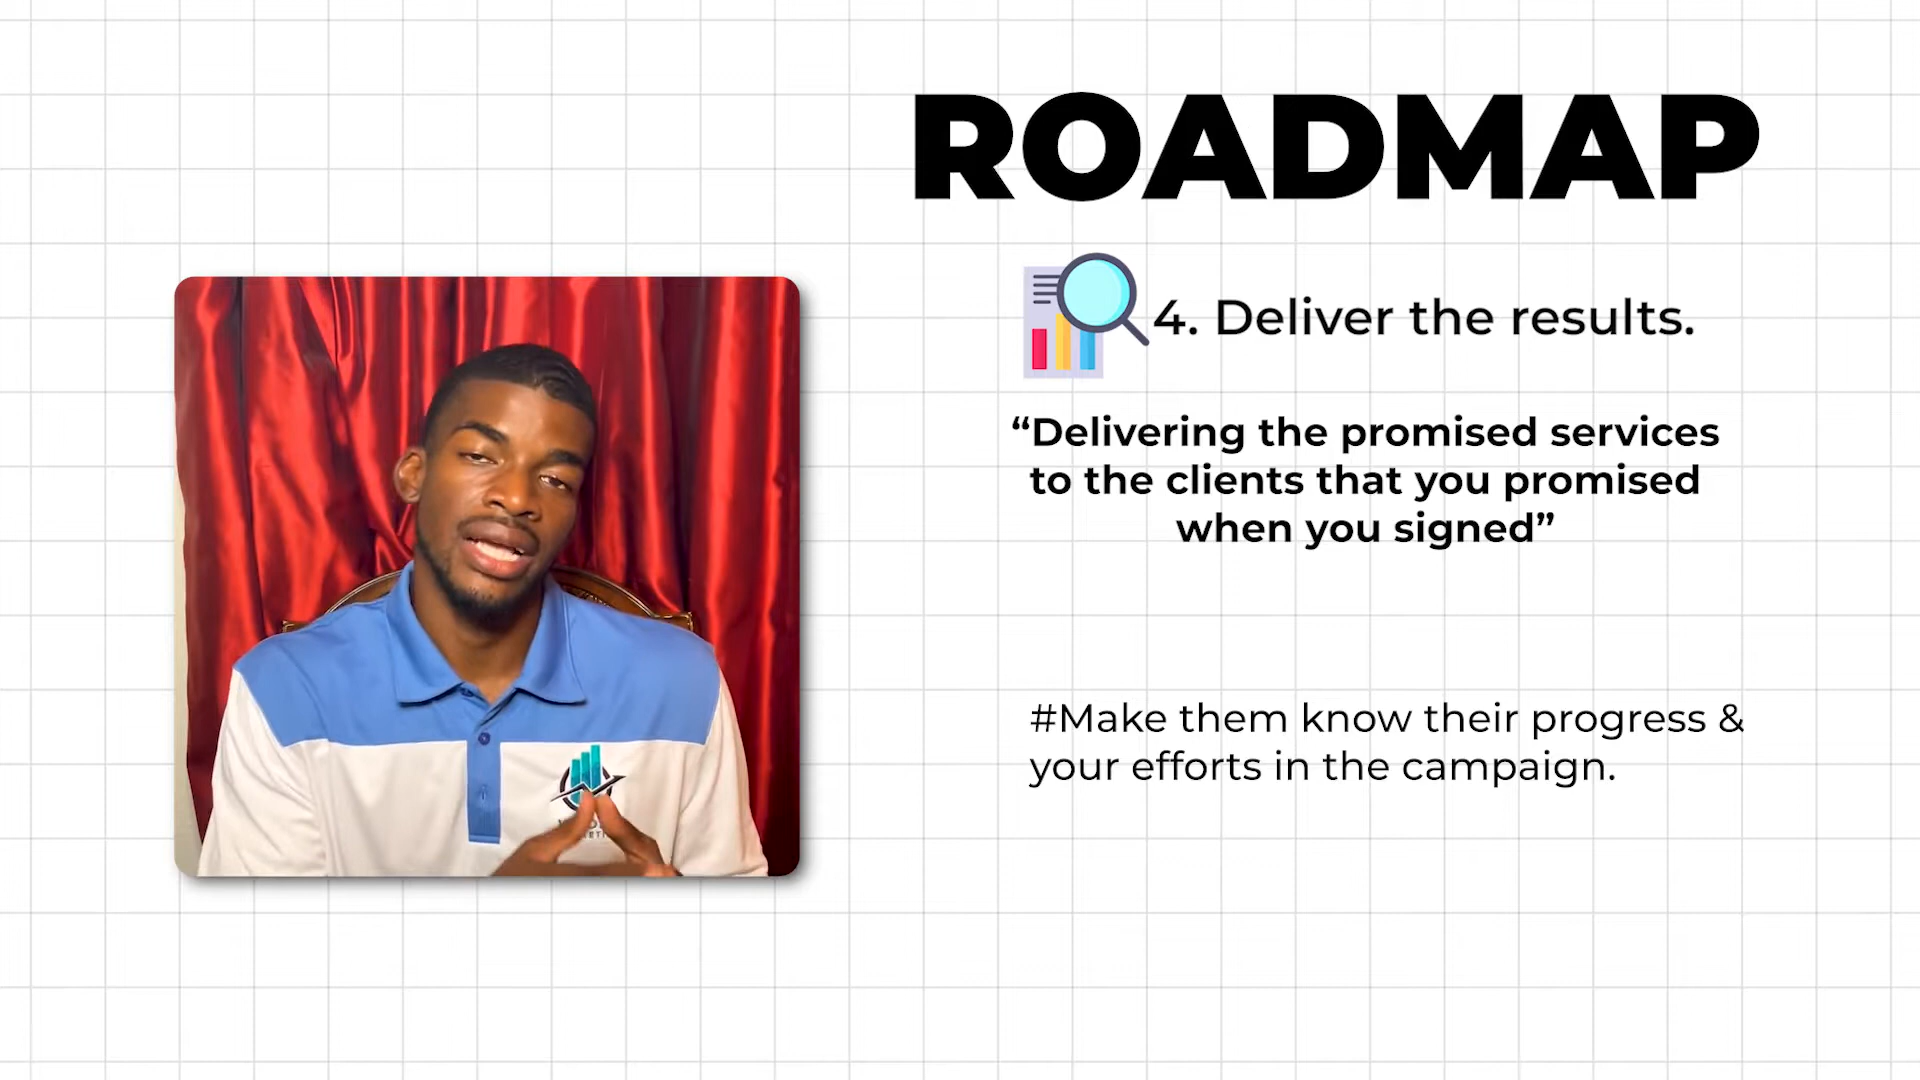 ROADMAP
4. Deliver the results.
“Delivering the promised services
to the clients that you promised
when you signed”
#Make them know their progress &
your efforts in the campaign.